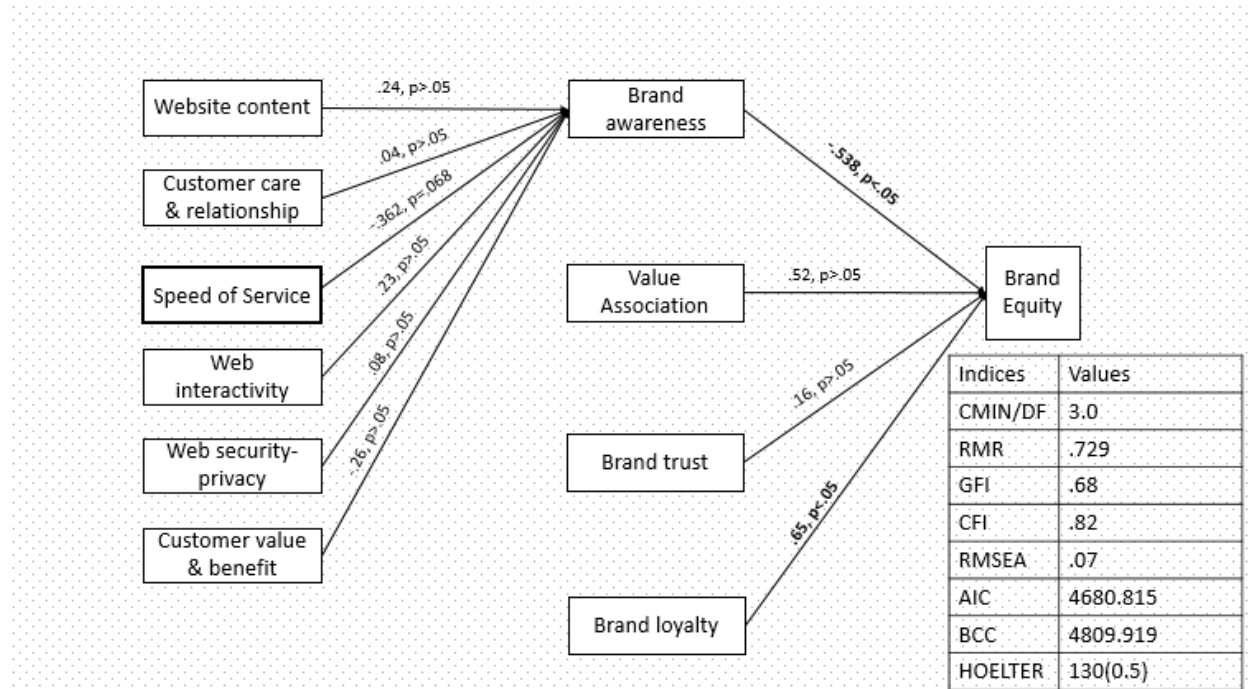 Website content
.24, p>.05
Brand
awareness
Customer care
& relationship
.04, p>.05
-.538, p<.05
Speed of Service
-.362, p=.068
Value
Association
.52, p>.05
Brand
Equity
Web
interactivity
.23, p>.05
Web security-
privacy
.08, p>.05
Brand trust
.16, p>.05
Customer value
& benefit
-.26, p>.05
Brand loyalty
.65, p<.05
Indices Values
CMIN/DF 3.0
RMR .729
GFI .68
CFI .82
RMSEA .07
AIC 4680.815
BCC 4809.919
HOELTER 130(0.5)